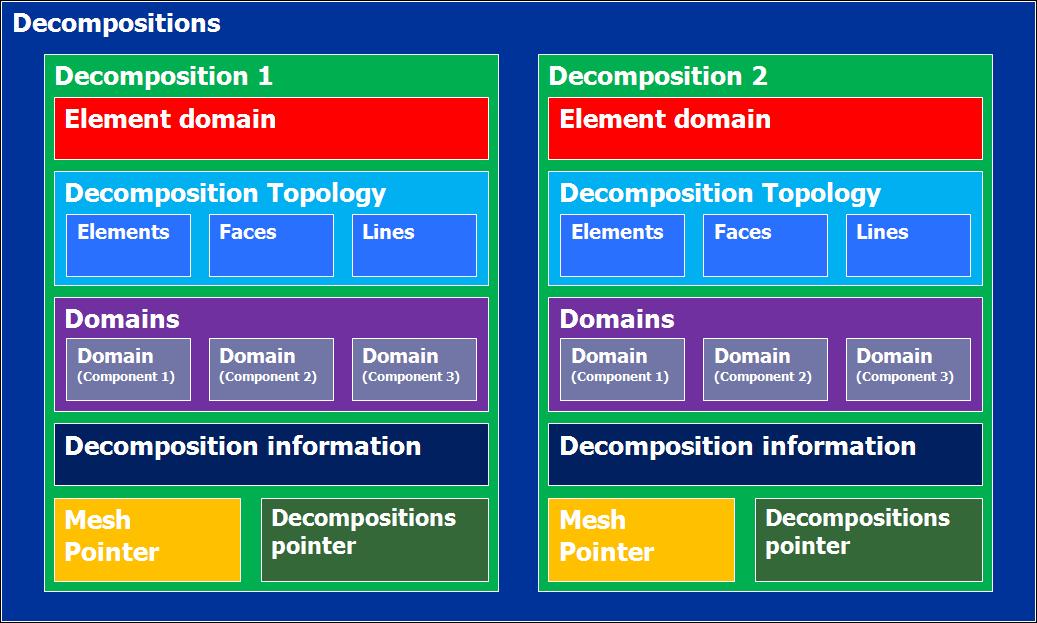 Decompositions
Decomposition 1
Element domain
Decomposition Topology
Elements
Faces
Lines
Domains
Domain
(Component 1)
Domain
(Component 2)
Domain
(Component 3)
Decomposition information
Mesh
Pointer
Decompositions
pointer
Decomposition 2
Element domain
Decomposition Topology
Elements
Faces
Lines
Domains
Domain
(Component 1)
Domain
(Component 2)
Domain
(Component 3)
Decomposition information
Mesh
Pointer
Decompositions
pointer